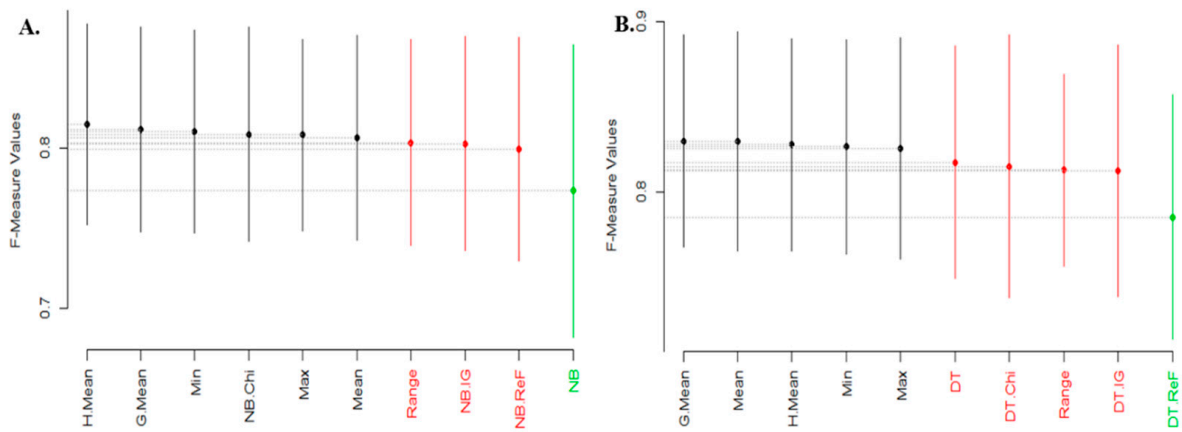 A.
F-Measure Values
0.8
0.7
H.Mean
G.Mean
Min
NB.Chi
Max
Mean
Range
NB.IG
NB.ReF
NB
B.
F-Measure Values
0.9
0.8
G.Mean
Mean
H.Mean
Min
Max
DT
DT.Chi
Range
DT.IG
DT.ReF